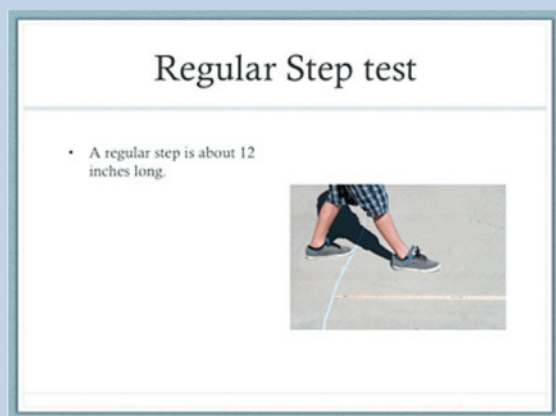 Regular Step test
• A regular step is about 12
inches long.